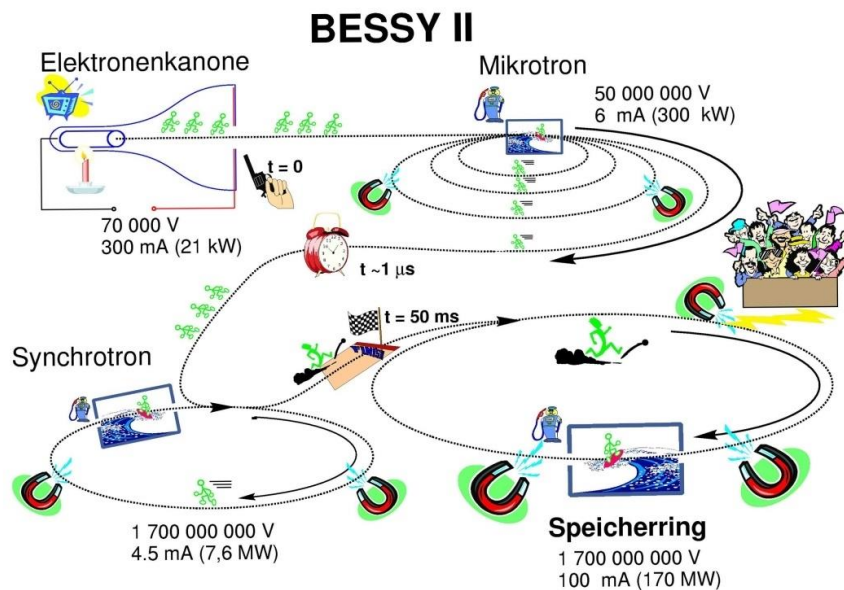 BESSY II
Elektronenkanone
Mikrotron
50 000 000 V
6 mA (300 kW)
t = 0
70 000 V
300 mA (21 kW)
t ~1 µs
t = 50 ms
Synchrotron
1 700 000 000 V
4.5 mA (7,6 MW)
Speicherring
1 700 000 000 V
100 mA (170 MW)